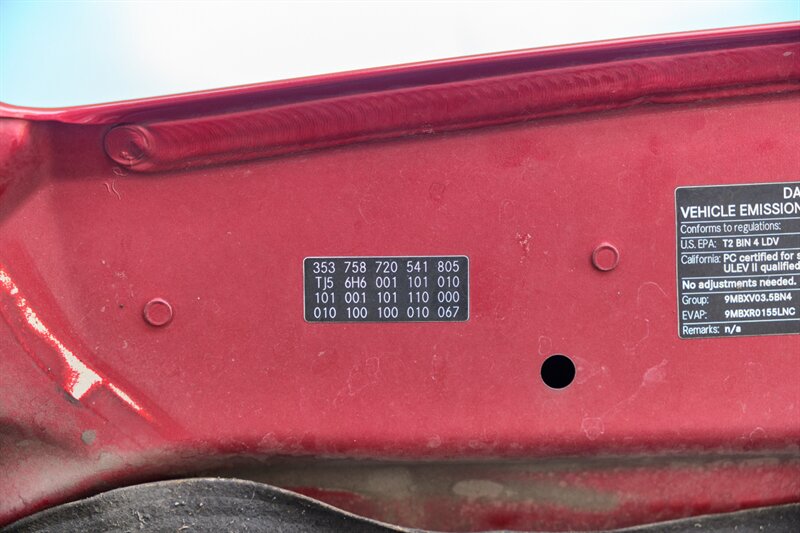 353 758 720 541 805
TJ5 6H6 001 101 010
101 001 101 110 000
010 100 100 010 067
DA
VEHICLE EMISSION
Conforms to regulations:
U.S. EPA: T2 BIN 4 LDV
California: PC certified for s
ULEV II qualified
No adjustments needed.
Group: 9MBXV03.5BN4
EVAP: 9MBXR0155LNC
Remarks: n/a